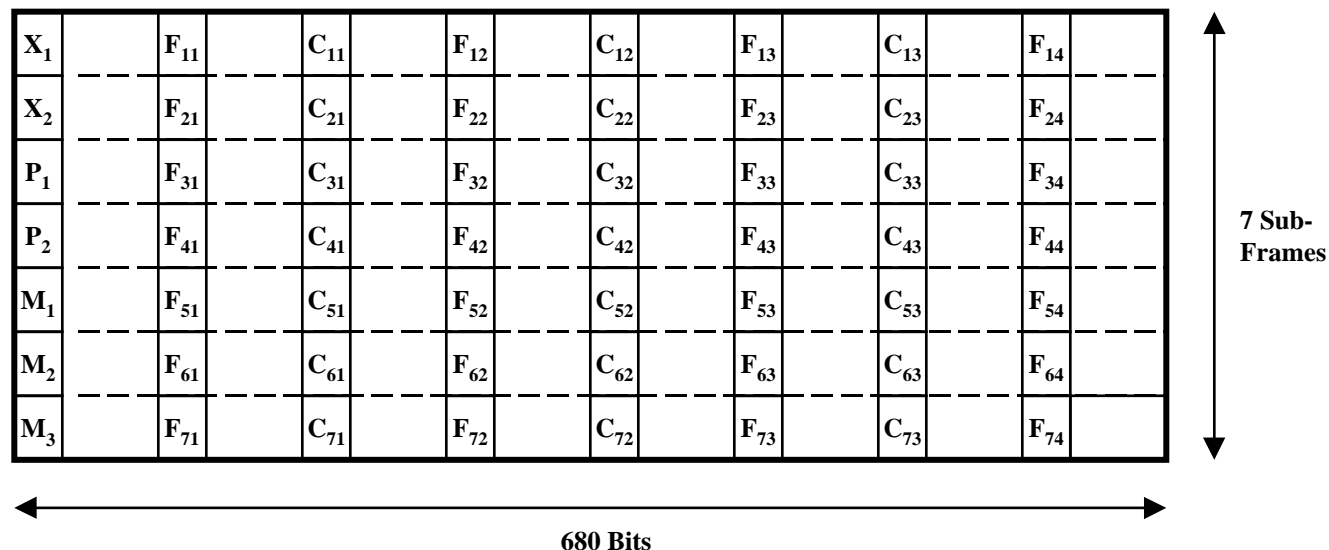 X₁ F₁₁ C₁₁ F₁₂ C₁₂ F₁₃ C₁₃ F₁₄
X₂ F₂₁ C₂₁ F₂₂ C₂₂ F₂₃ C₂₃ F₂₄
P₁ F₃₁ C₃₁ F₃₂ C₃₂ F₃₃ C₃₃ F₃₄
P₂ F₄₁ C₄₁ F₄₂ C₄₂ F₄₃ C₄₃ F₄₄
M₁ F₅₁ C₅₁ F₅₂ C₅₂ F₅₃ C₅₃ F₅₄
M₂ F₆₁ C₆₁ F₆₂ C₆₂ F₆₃ C₆₃ F₆₄
M₃ F₇₁ C₇₁ F₇₂ C₇₂ F₇₃ C₇₃ F₇₄
7 Sub-
Frames
680 Bits